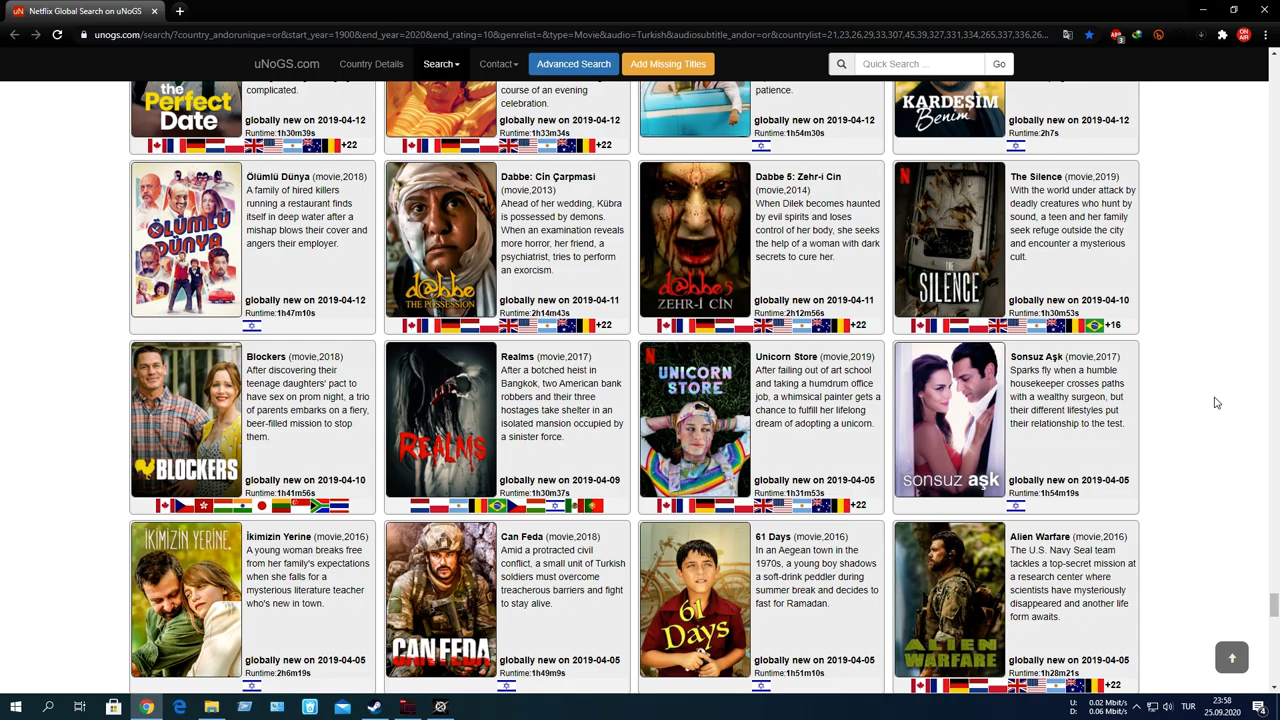 Netflix Global Search on uNoGS
unogs.com/search/?country_andorunique=or&start_year=1900&end_year=2020&end_rating=10&genrelist=&type=Movie&audio=Turkish&audiosubtitle_andor=or&countrylist=21,23,26,29,33,307,45,39,327,331,334,265,337,336,26...
uNoGS.com
Country Details
Search
Contact
Advanced Search
Add Missing Titles
Quick Search ...
Go
the Perfect Date
complicated.
globally new on 2019-04-12
Runtime:1h30m39s
+22
course of an evening
celebration.
globally new on 2019-04-12
Runtime:1h33m34s
+22
patience.
globally new on 2019-04-12
Runtime:1h54m30s
KARDEŞIM
Benim
globally new on 2019-04-12
Runtime:2h7s
ÖLÜMLÜ
DÜNYA
Ölümlü Dünya (movie,2018)
A family of hired killers
running a restaurant finds
itself in deep water after a
mishap blows their cover and
angers their employer.
globally new on 2019-04-12
Runtime:1h47m10s
d@bbe
THE POSSESSION
Dabbe: Cin Çarpmasi
(movie,2013)
Ahead of her wedding, Kübra
is possessed by demons.
When an examination reveals
more horror, her friend, a
psychiatrist, tries to perform
an exorcism.
globally new on 2019-04-11
Runtime:2h14m43s
+22
d@bbe5
ZEHR-İ CİN
Dabbe 5: Zehr-i Cin
(movie,2014)
When Dilek becomes haunted
by evil spirits and loses
control of her body, she seeks
the help of a woman with dark
secrets to cure her.
globally new on 2019-04-11
Runtime:2h12m56s
+22
N
THE
SILENCE
The Silence (movie,2019)
With the world under attack by
deadly creatures who hunt by
sound, a teen and her family
seek refuge outside the city
and encounter a mysterious
cult.
globally new on 2019-04-10
Runtime:1h30m53s
+16
BLOCKERS
Blockers (movie,2018)
After discovering their
teenage daughters' pact to
have sex on prom night, a trio
of parents embarks on a fiery,
beer-filled mission to stop
them.
globally new on 2019-04-10
Runtime:1h41m56s
REALMS
Realms (movie,2017)
After a botched heist in
Bangkok, two American bank
robbers and their three
hostages take shelter in an
isolated mansion occupied by
a sinister force.
globally new on 2019-04-09
Runtime:1h30m37s
N
UNICORN
STORE
Unicorn Store (movie,2019)
After failing out of art school
and taking a humdrum office
job, a whimsical painter gets a
chance to fulfill her lifelong
dream of adopting a unicorn.
globally new on 2019-04-05
Runtime:1h31m53s
+22
sonsuz aşk
Sonsuz Aşk (movie,2017)
Sparks fly when a humble
housekeeper crosses paths
with a wealthy surgeon, but
their different lifestyles put
their relationship to the test.
globally new on 2019-04-05
Runtime:1h54m19s
İKİMİZİN YERİNE.
İkimizin Yerine (movie,2016)
A young woman breaks free
from her family's expectations
when she falls for a
mysterious literature teacher
who's new in town.
globally new on 2019-04-05
Runtime:2h6m19s
CAN FEDA
Can Feda (movie,2018)
Amid a protracted civil
conflict, a small unit of Turkish
soldiers must overcome
treacherous barriers and fight
to stay alive.
globally new on 2019-04-05
Runtime:1h49m9s
61
Days
61 Days (movie,2016)
In an Aegean town in the
1970s, a young boy shadows
a soft-drink peddler during
summer break and decides to
fast for Ramadan.
globally new on 2019-04-05
Runtime:1h51m10s
ALIEN
WARFARE
Alien Warfare (movie,2016)
The U.S. Navy Seal team
tackles a top-secret mission at
a research center where
scientists have mysteriously
disappeared and another life
form awaits.
globally new on 2019-04-05
Runtime:1h28m21s
+22
U: 0.02 Mbit/s
D: 0.06 Mbit/s
TUR
23:58
25.09.2020
4